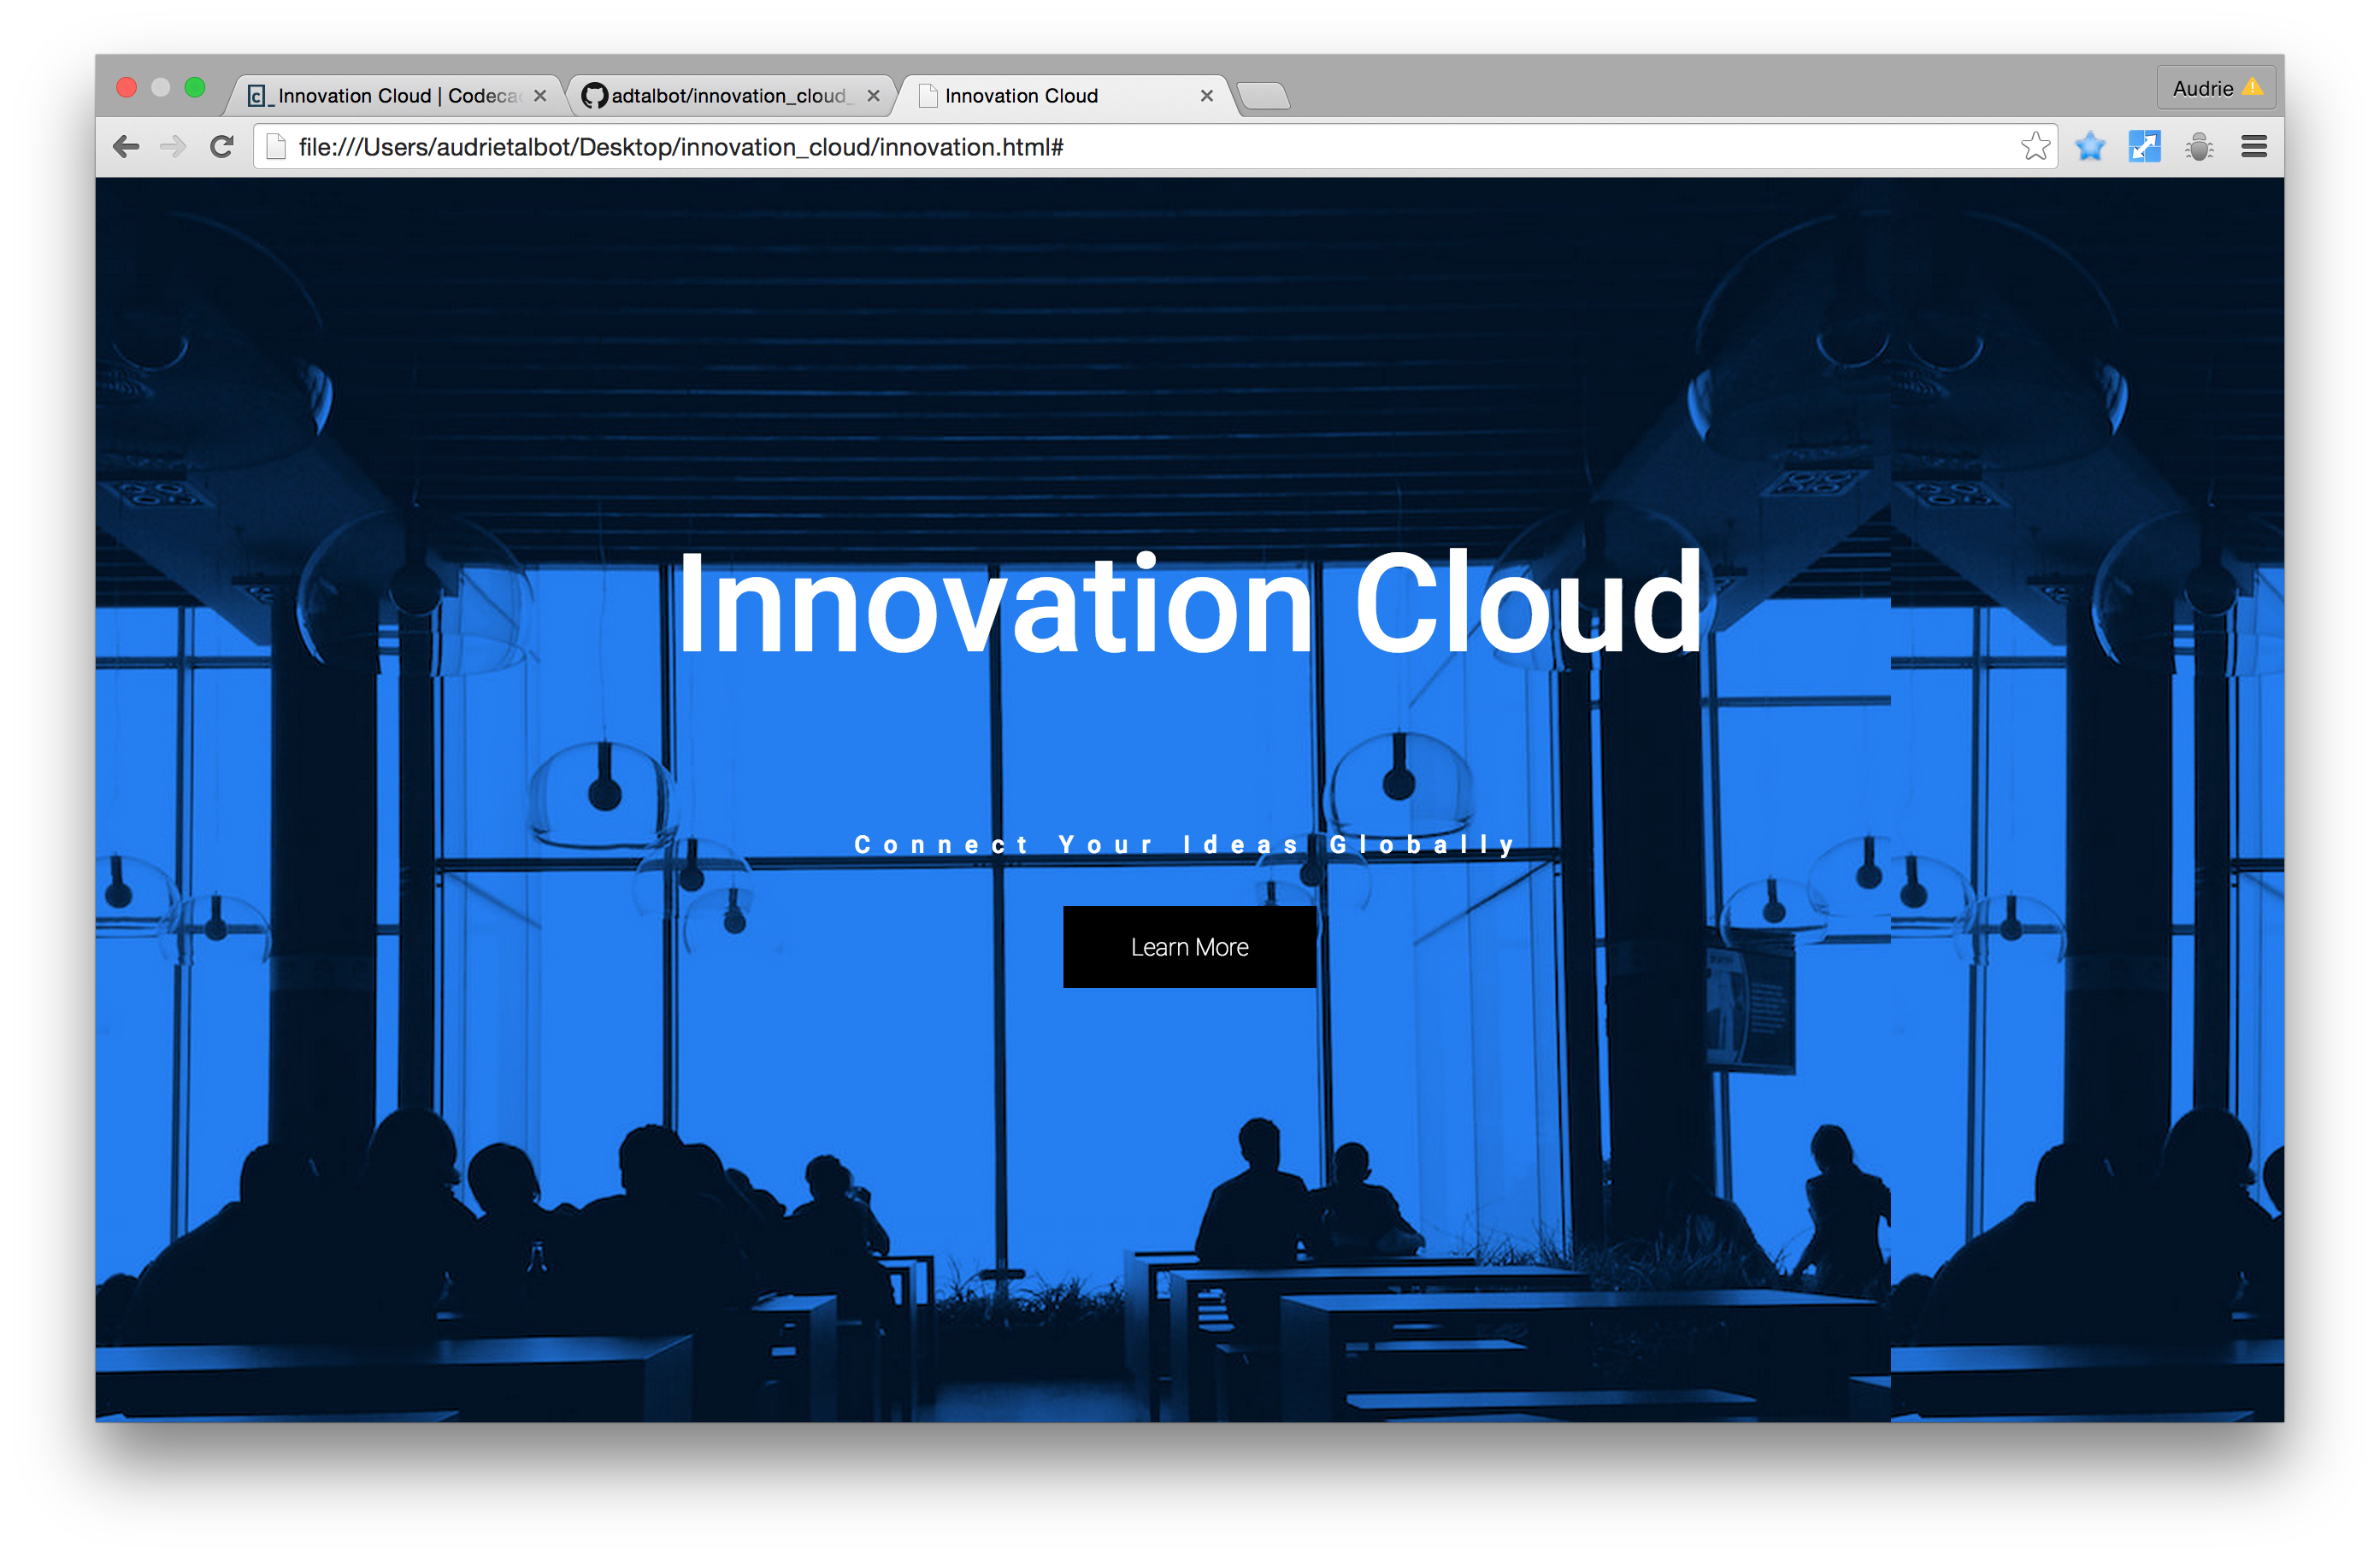 Innovation Cloud | Codecac
adtalbot/innovation_cloud_
Innovation Cloud
Audrie
file:///Users/audrietalbot/Desktop/innovation_cloud/innovation.html#
Innovation Cloud
Connect Your Ideas Globally
Learn More